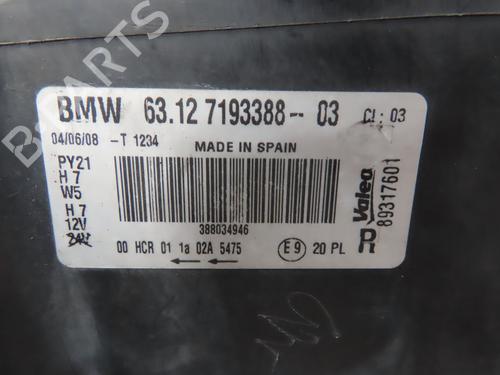 BMW 63.12 7193388-- 03 CI: 03
04/06/08 -T 1234
MADE IN SPAIN
PY21
H 7
W5
H 7
12V
24V
388034946
00 HCR 01 1a 02A 5475
E9 20 PL
Valeo
89317601
R